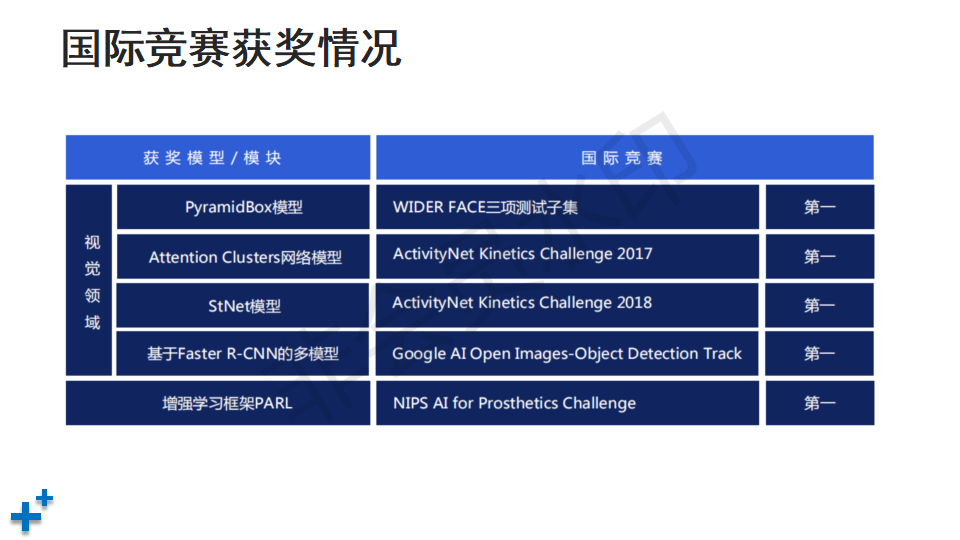 国际竞赛获奖情况
获奖模型/模块 国际竞赛
视觉领域
PyramidBox模型 WIDER FACE三项测试子集 第一
Attention Clusters网络模型 ActivityNet Kinetics Challenge 2017 第一
StNet模型 ActivityNet Kinetics Challenge 2018 第一
基于Faster R-CNN的多模型 Google AI Open Images-Object Detection Track 第一
增强学习框架PARL NIPS AI for Prosthetics Challenge 第一
非会员水印